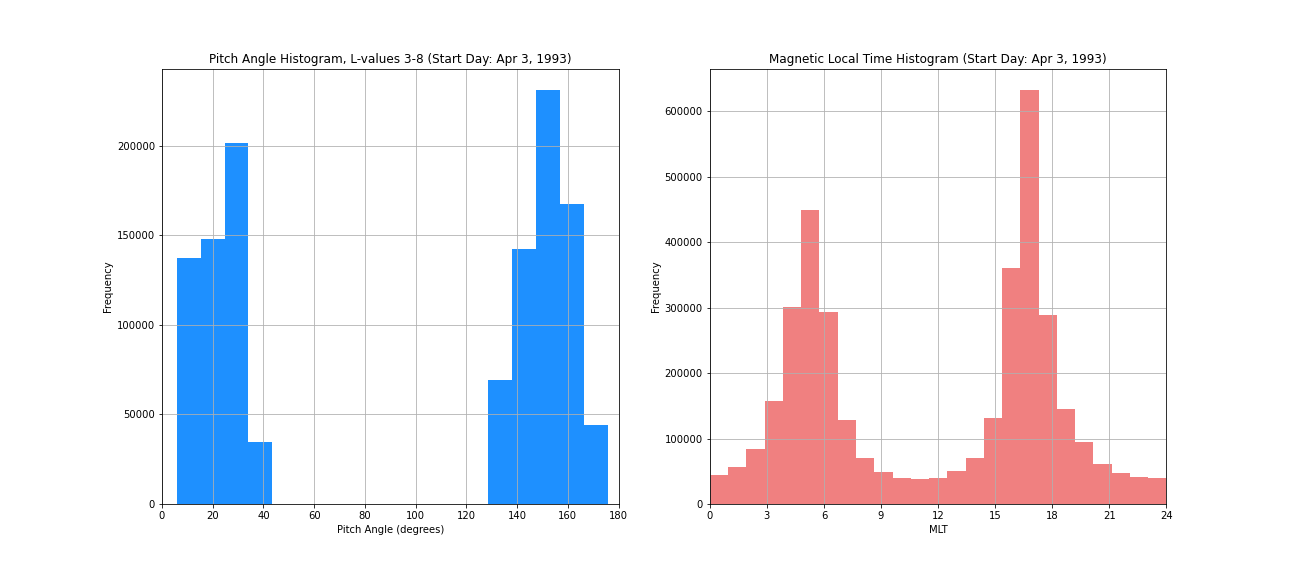 Pitch Angle Histogram, L-values 3-8 (Start Day: Apr 3, 1993)
Frequency
200000
150000
100000
50000
0
0 20 40 60 80 100 120 140 160 180
Pitch Angle (degrees)
Magnetic Local Time Histogram (Start Day: Apr 3, 1993)
Frequency
600000
500000
400000
300000
200000
100000
0
0 3 6 9 12 15 18 21 24
MLT